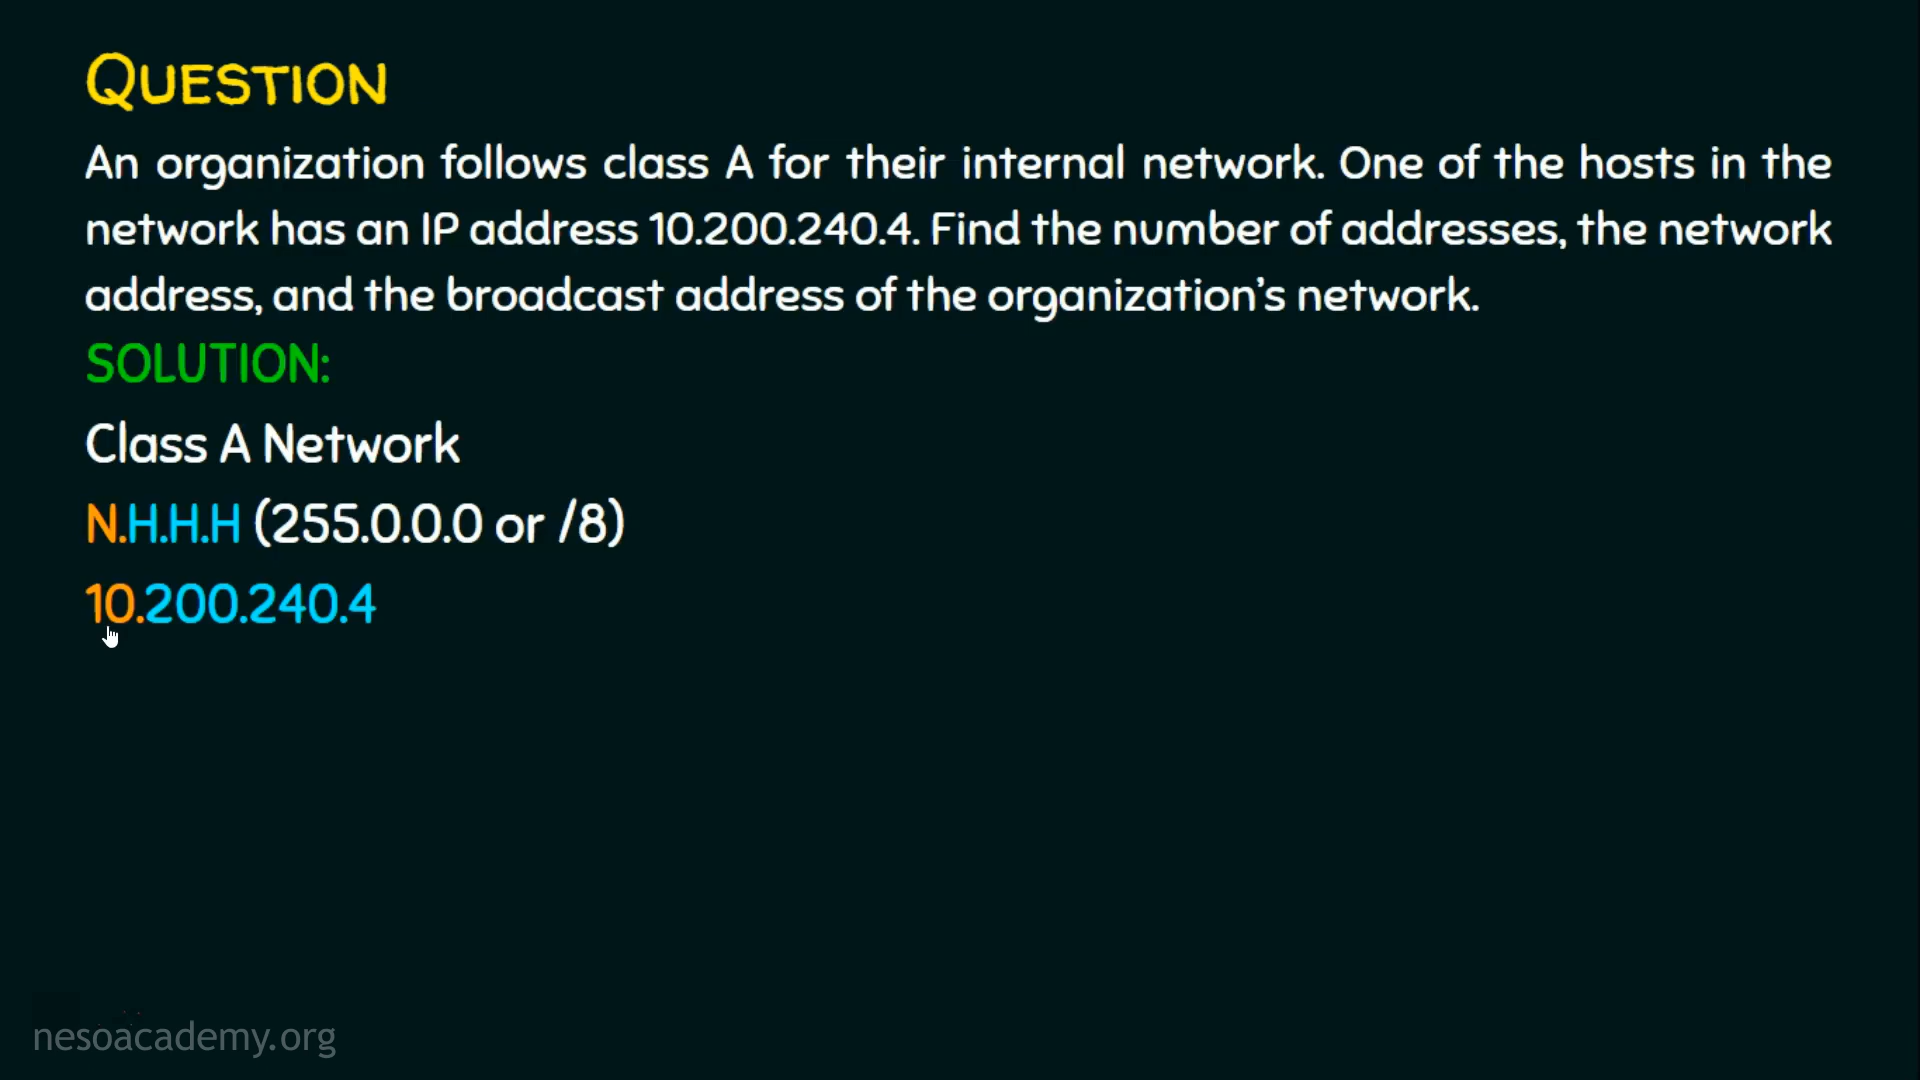 QUESTION
An organization follows class A for their internal network. One of the hosts in the
network has an IP address 10.200.240.4. Find the number of addresses, the network
address, and the broadcast address of the organization's network.
SOLUTION:
Class A Network
N.H.H.H (255.0.0.0 or /8)
10.200.240.4
nesoacademy.org